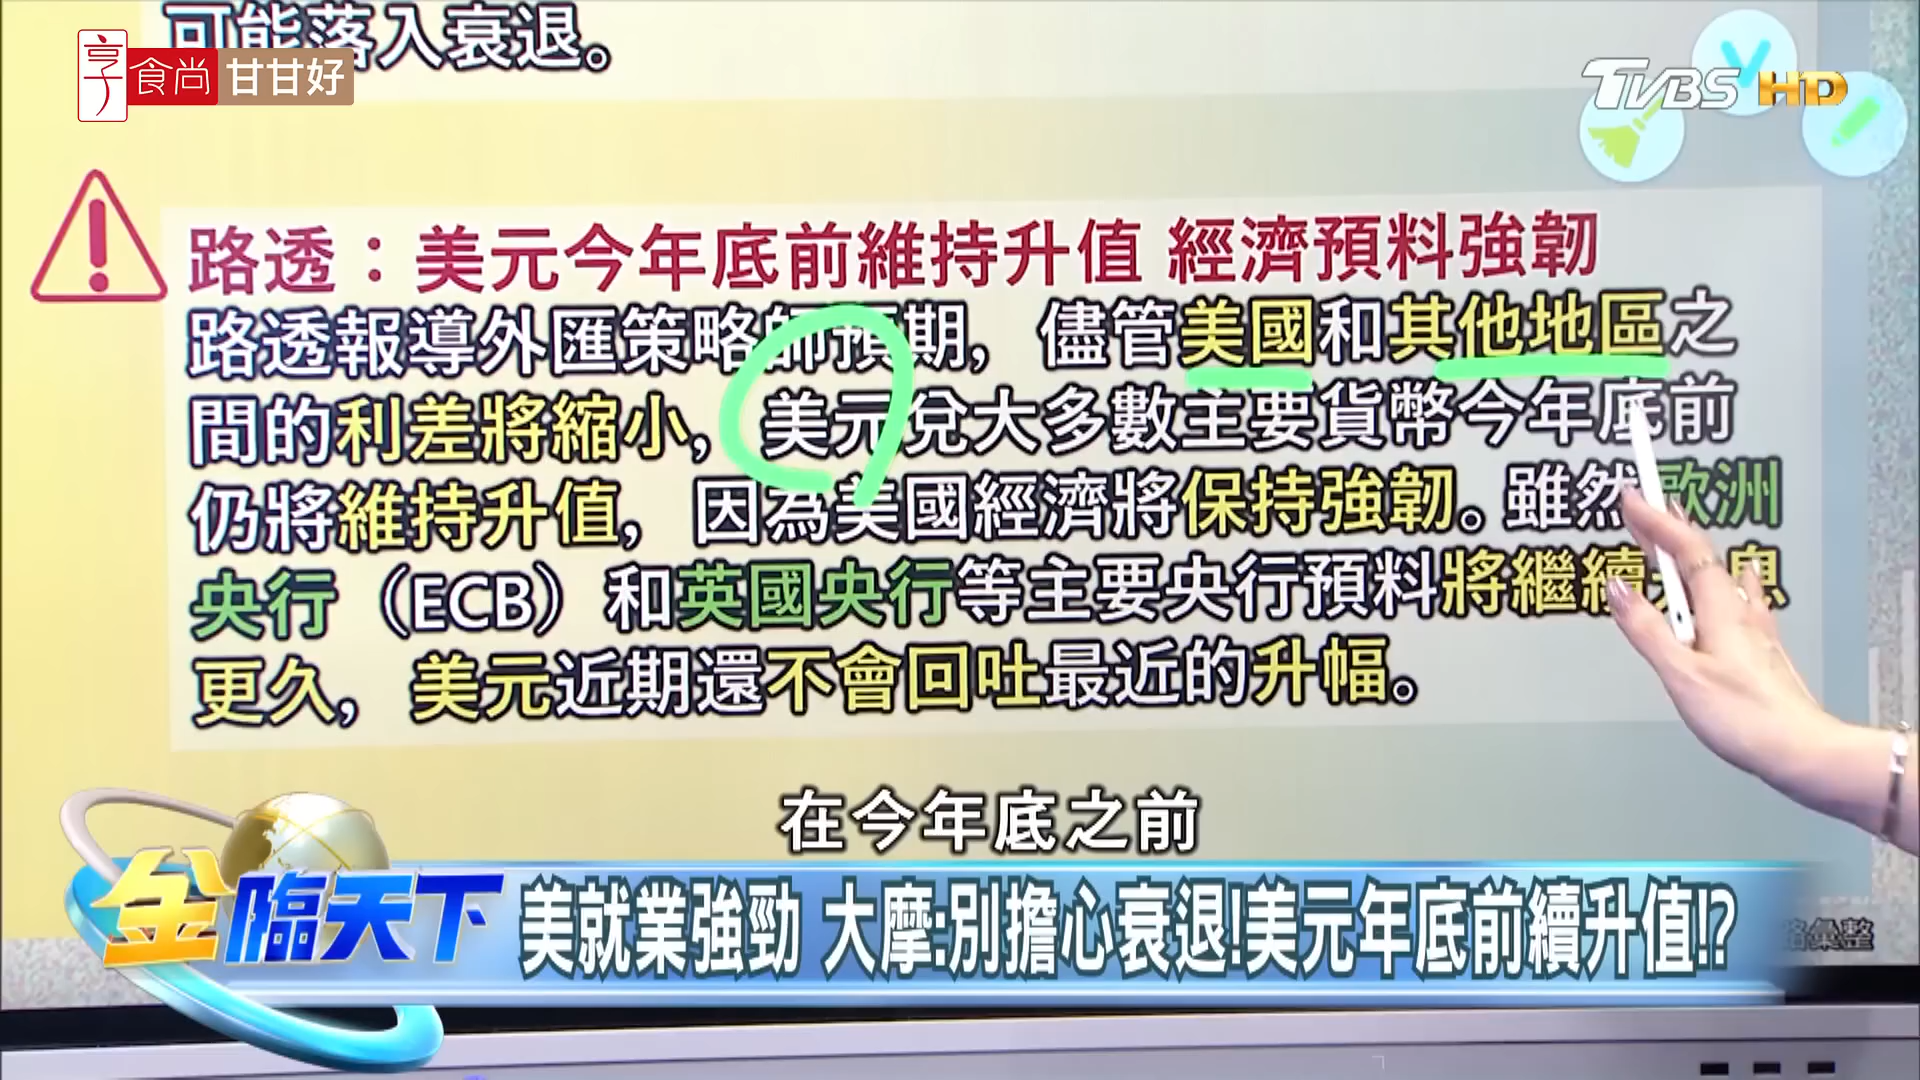 可能落入衰退。
享食尚 甘甘好
TVBS HD
路透：美元今年底前維持升值 經濟預料強韌
路透報導外匯策略師預期，儘管美國和其他地區之
間的利差將縮小，美元兌大多數主要貨幣今年底前
仍將維持升值，因為美國經濟將保持強韌。雖然歐洲
央行（ECB）和英國央行等主要央行預料將繼續升息
更久，美元近期還不會回吐最近的升幅。
在今年底之前
金臨天下
美就業強勁 大摩:別擔心衰退!美元年底前續升值!?
彙整